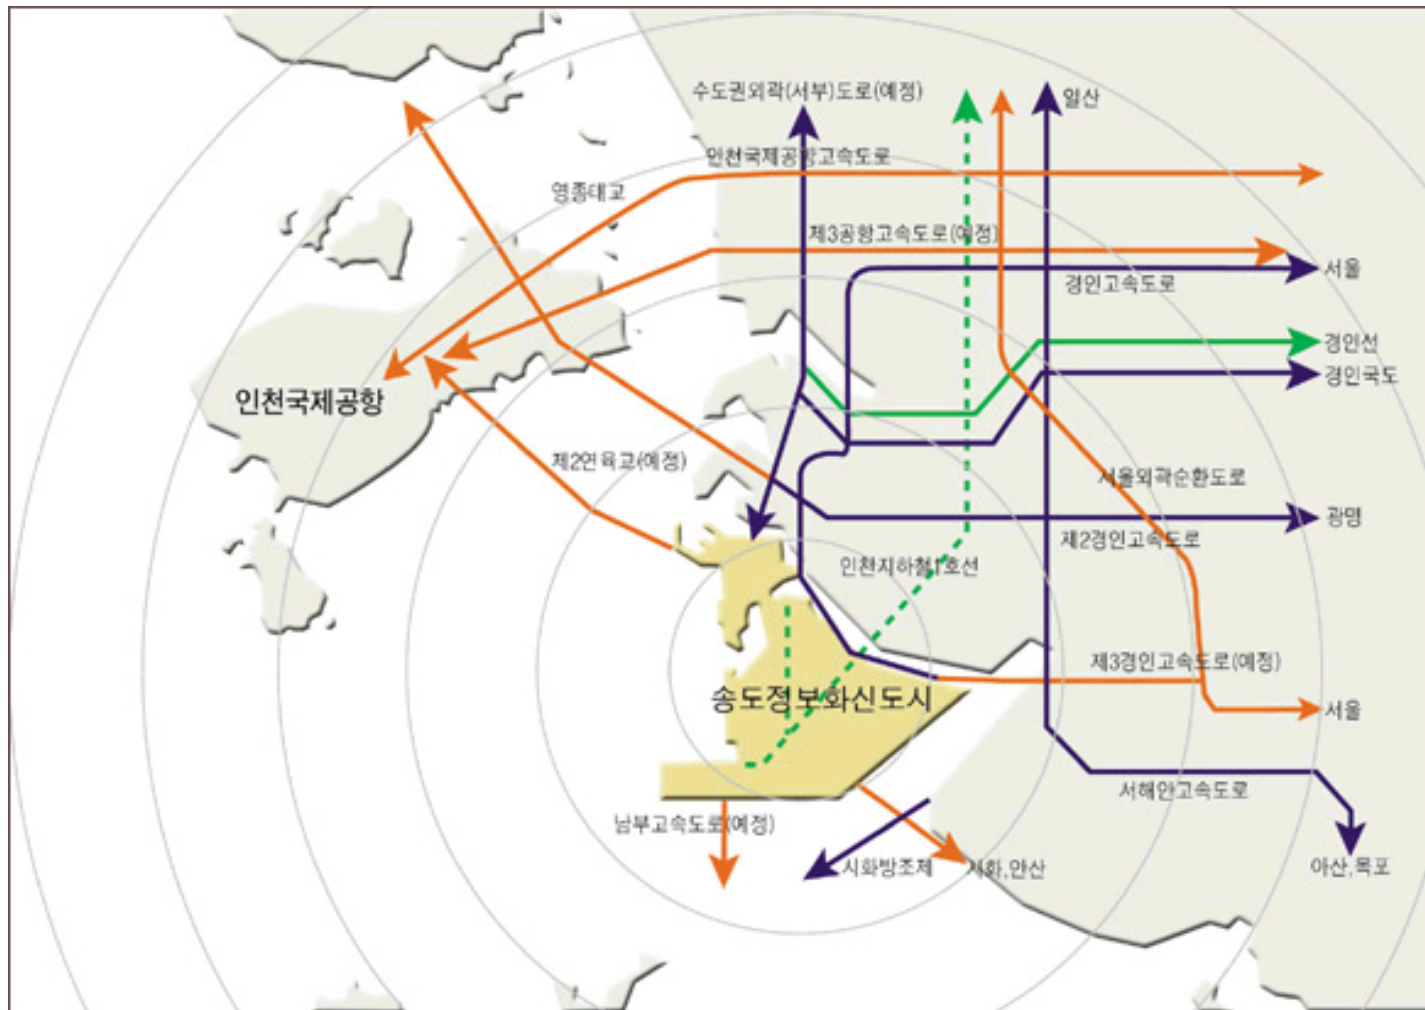 수도권외곽(서부)도로(예정)
일산
인천국제공항고속도로
영종대교
제3공항고속도로(예정)
서울
경인고속도로
경인선
경인국도
인천국제공항
제2연육교(예정)
서울외곽순환도로
광명
제2경인고속도로
인천지하철1호선
제3경인고속도로(예정)
송도정보화신도시
서울
서해안고속도로
남부고속도로(예정)
시화방조제
시화,안산
아산,목포